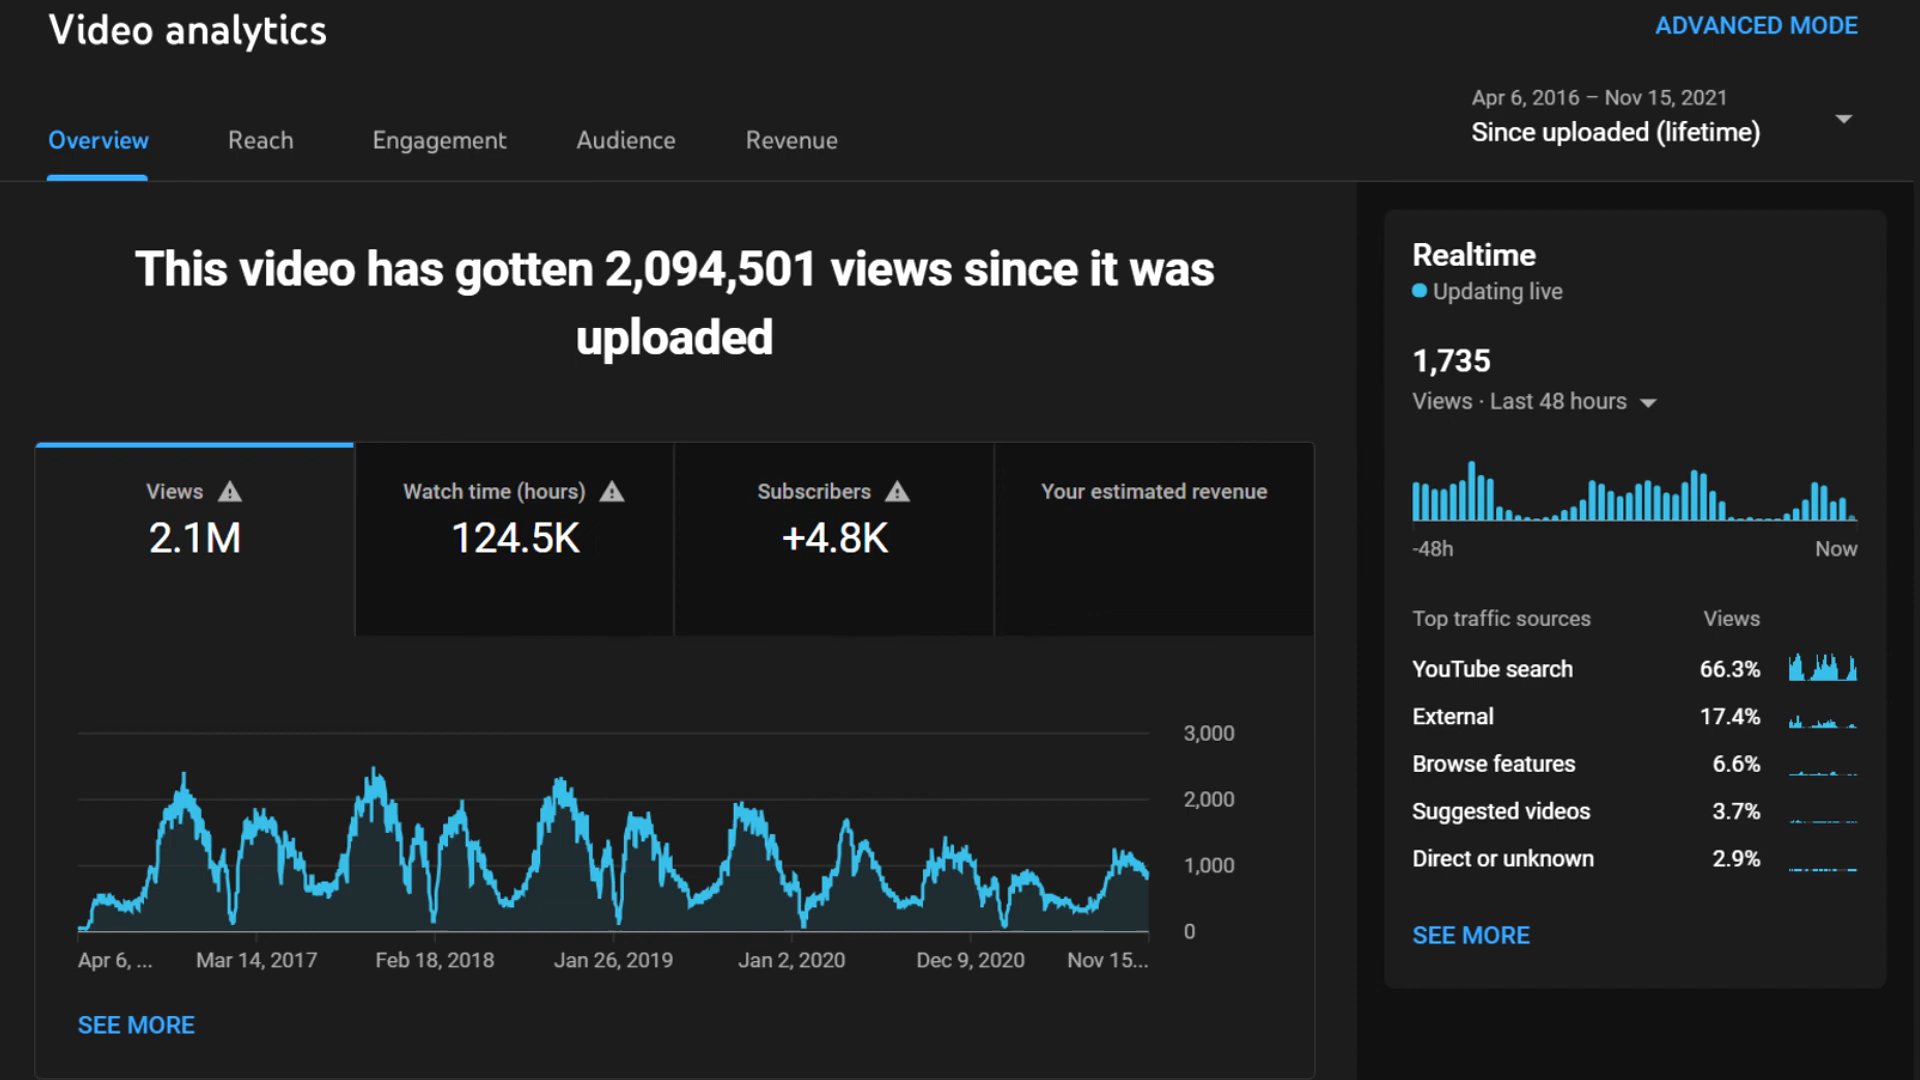 Video analytics
ADVANCED MODE
Overview
Reach
Engagement
Audience
Revenue
Apr 6, 2016 – Nov 15, 2021
Since uploaded (lifetime)
This video has gotten 2,094,501 views since it was
uploaded
Views
2.1M
Watch time (hours)
124.5K
Subscribers
+4.8K
Your estimated revenue
3,000
2,000
1,000
0
Apr 6, ...
Mar 14, 2017
Feb 18, 2018
Jan 26, 2019
Jan 2, 2020
Dec 9, 2020
Nov 15...
SEE MORE
Realtime
Updating live
1,735
Views · Last 48 hours
-48h
Now
Top traffic sources Views
YouTube search 66.3%
External 17.4%
Browse features 6.6%
Suggested videos 3.7%
Direct or unknown 2.9%
SEE MORE